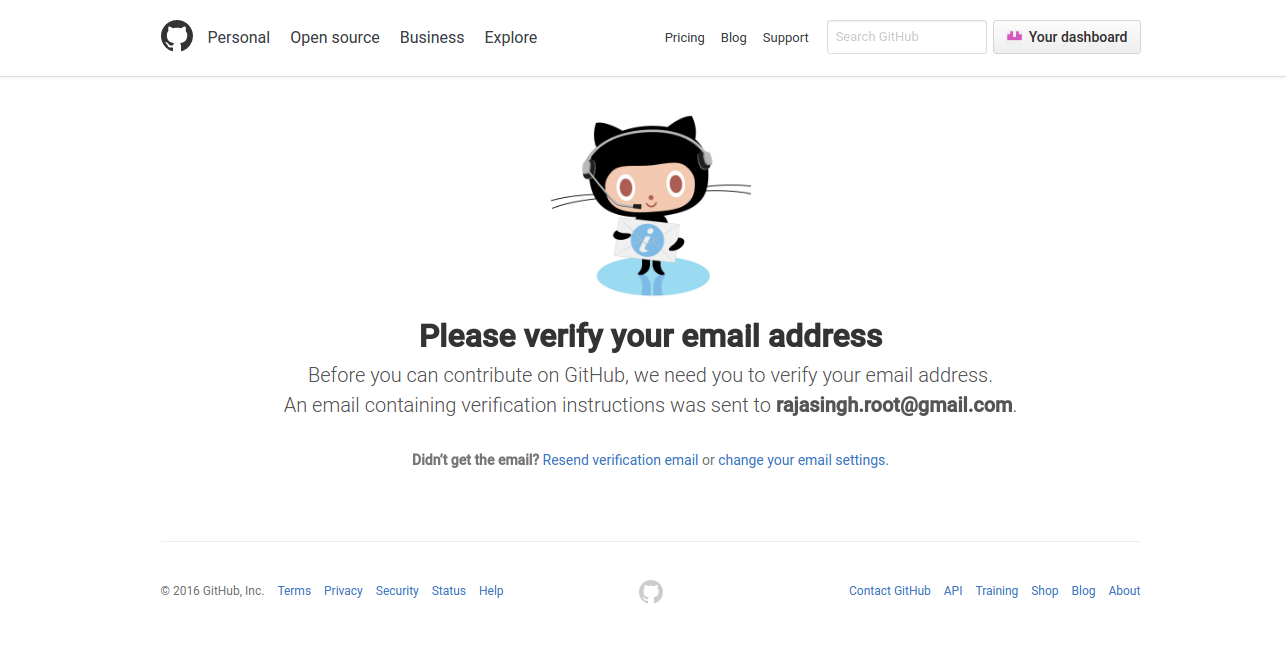 Personal Open source Business Explore Pricing Blog Support Search GitHub Your dashboard
i
Please verify your email address
Before you can contribute on GitHub, we need you to verify your email address.
An email containing verification instructions was sent to rajasingh.root@gmail.com.
Didn’t get the email? Resend verification email or change your email settings.
© 2016 GitHub, Inc. Terms Privacy Security Status Help Contact GitHub API Training Shop Blog About